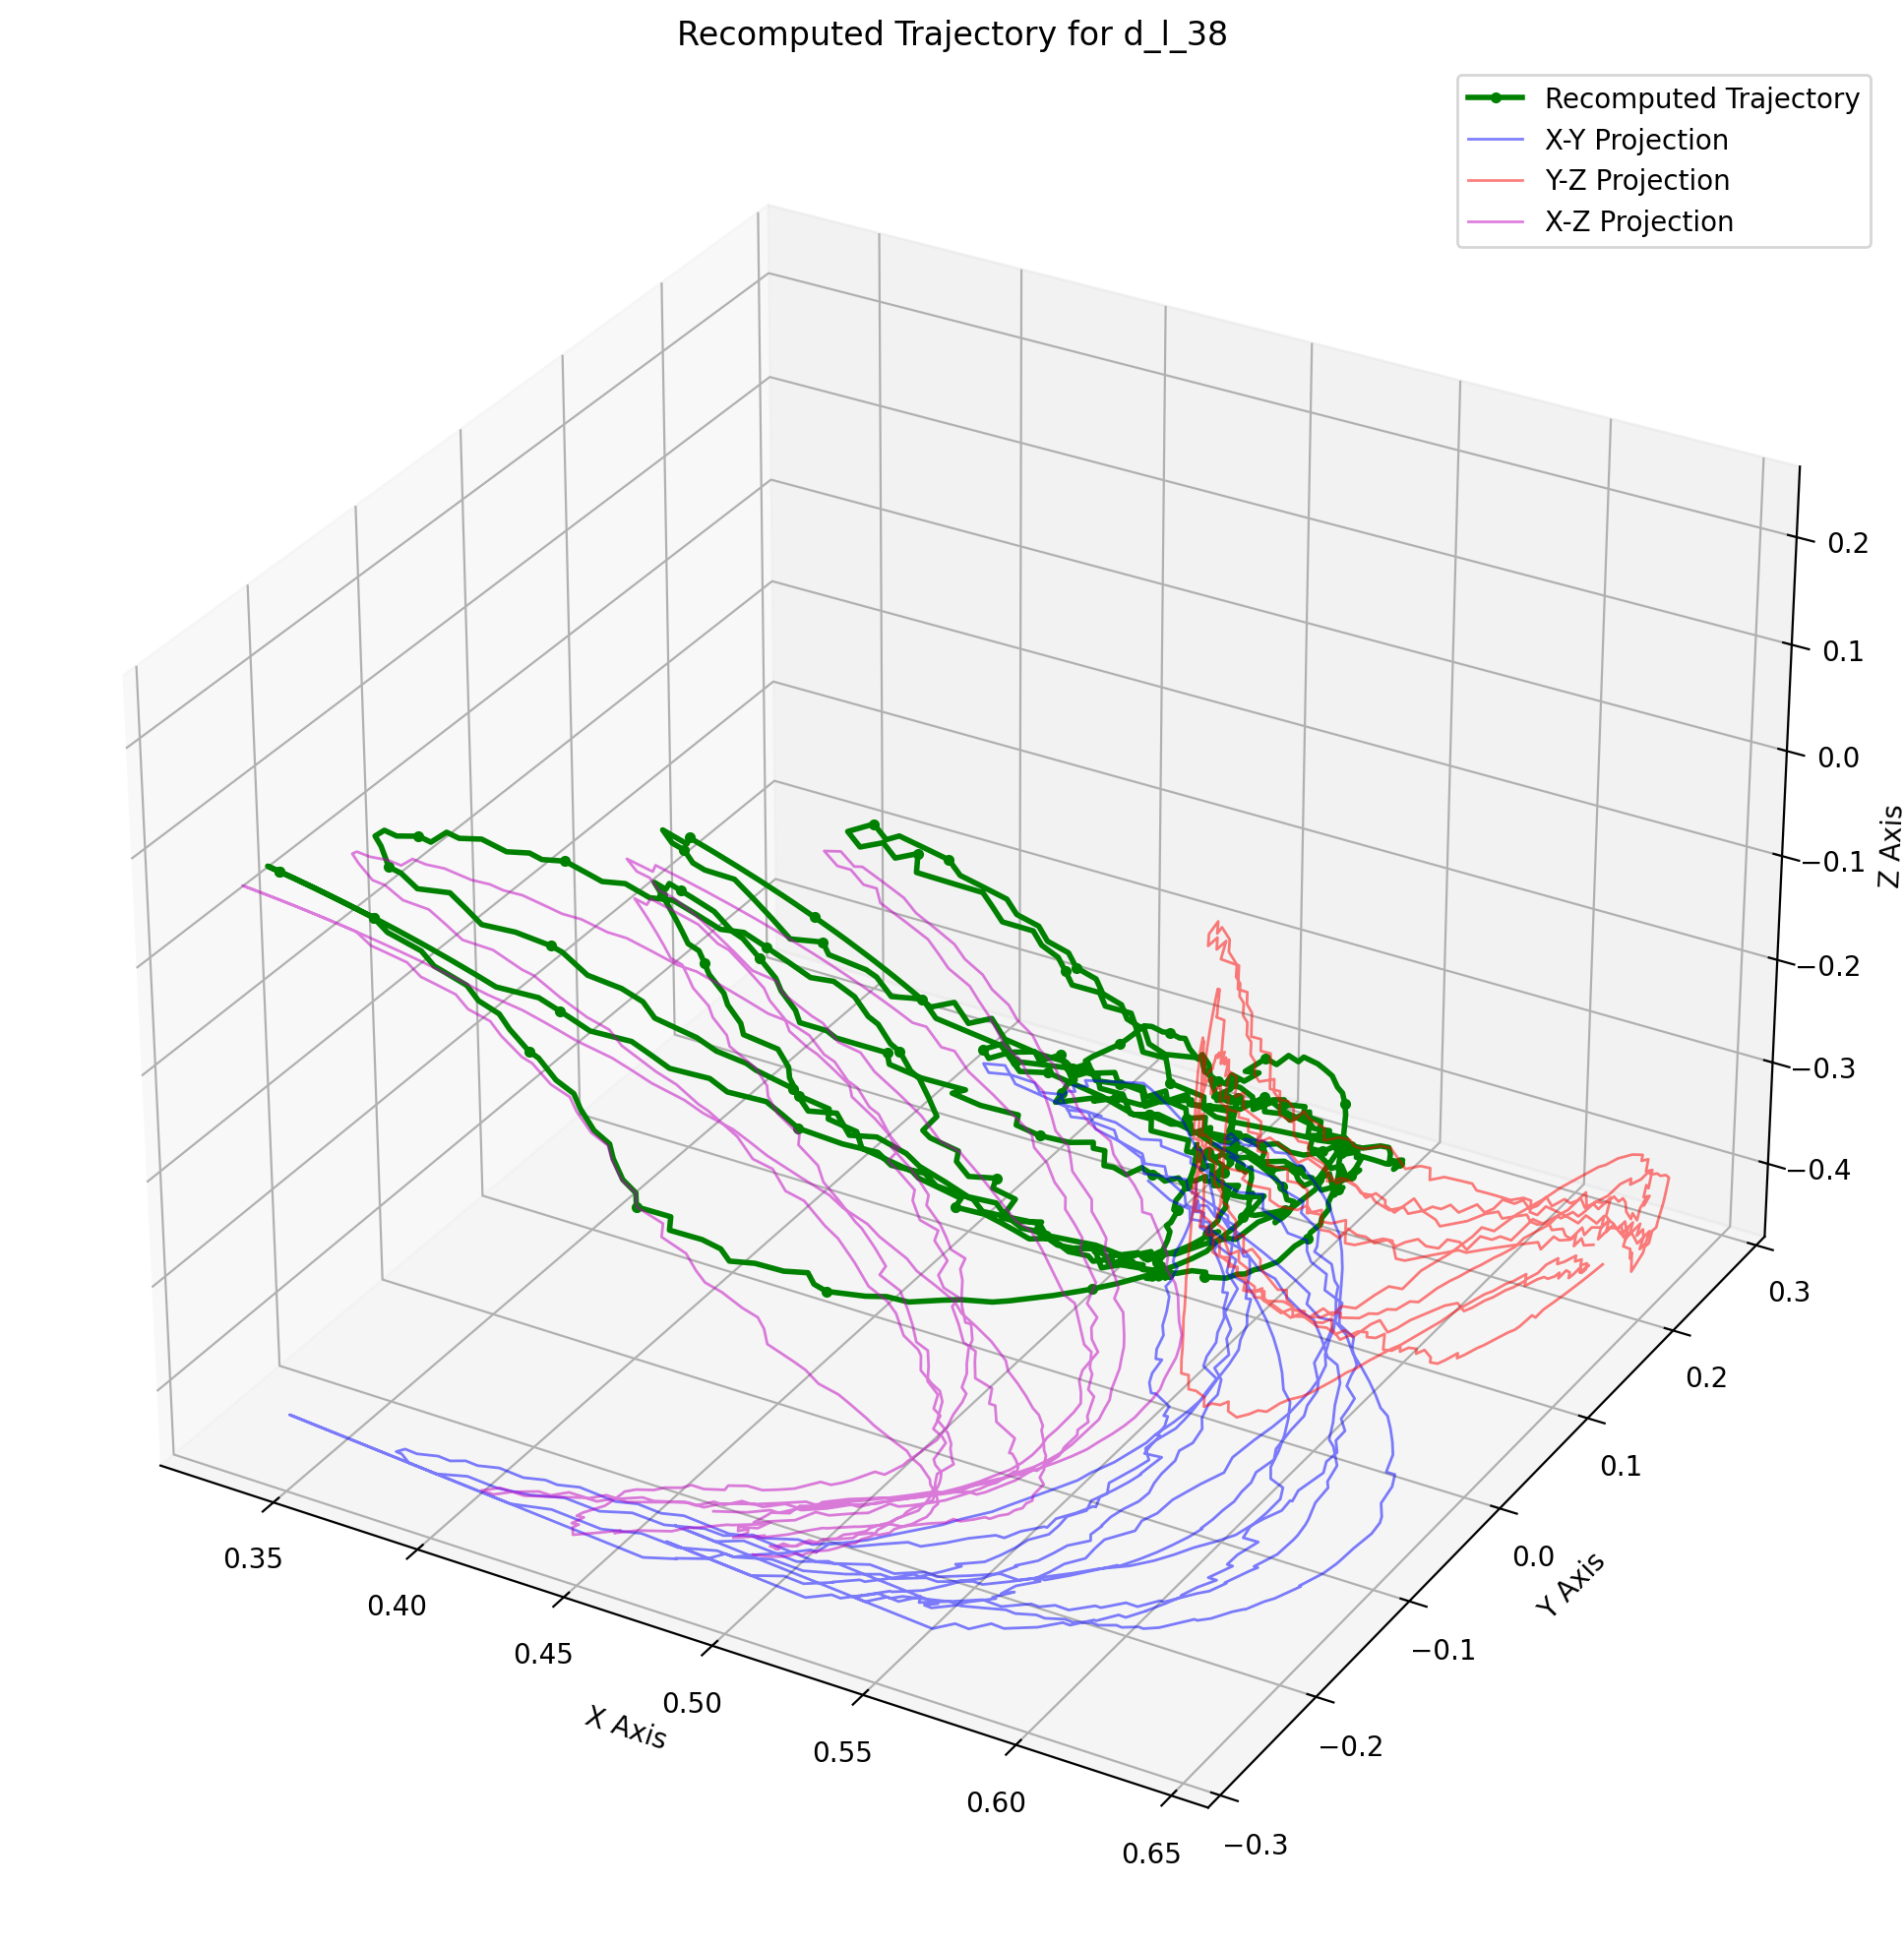 Recomputed Trajectory for d_l_38
Recomputed Trajectory
X-Y Projection
Y-Z Projection
X-Z Projection
0.2
0.1
0.0
−0.1
−0.2
−0.3
−0.4
Z Axis
0.3
0.2
0.1
0.0
−0.1
−0.2
−0.3
Y Axis
0.35
0.40
0.45
0.50
0.55
0.60
0.65
X Axis